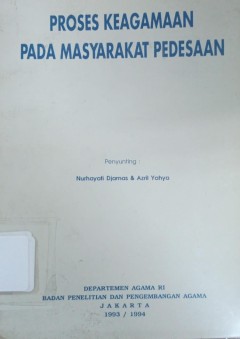 PROSES KEAGAMAAN
PADA MASYARAKAT PEDESAAN
Penyunting :
Nurhayati Djamas & Asrli Yahya
DEPARTEMEN AGAMA RI
BADAN PENELITIAN DAN PENGEMBANGAN AGAMA
JAKARTA
1993 / 1994